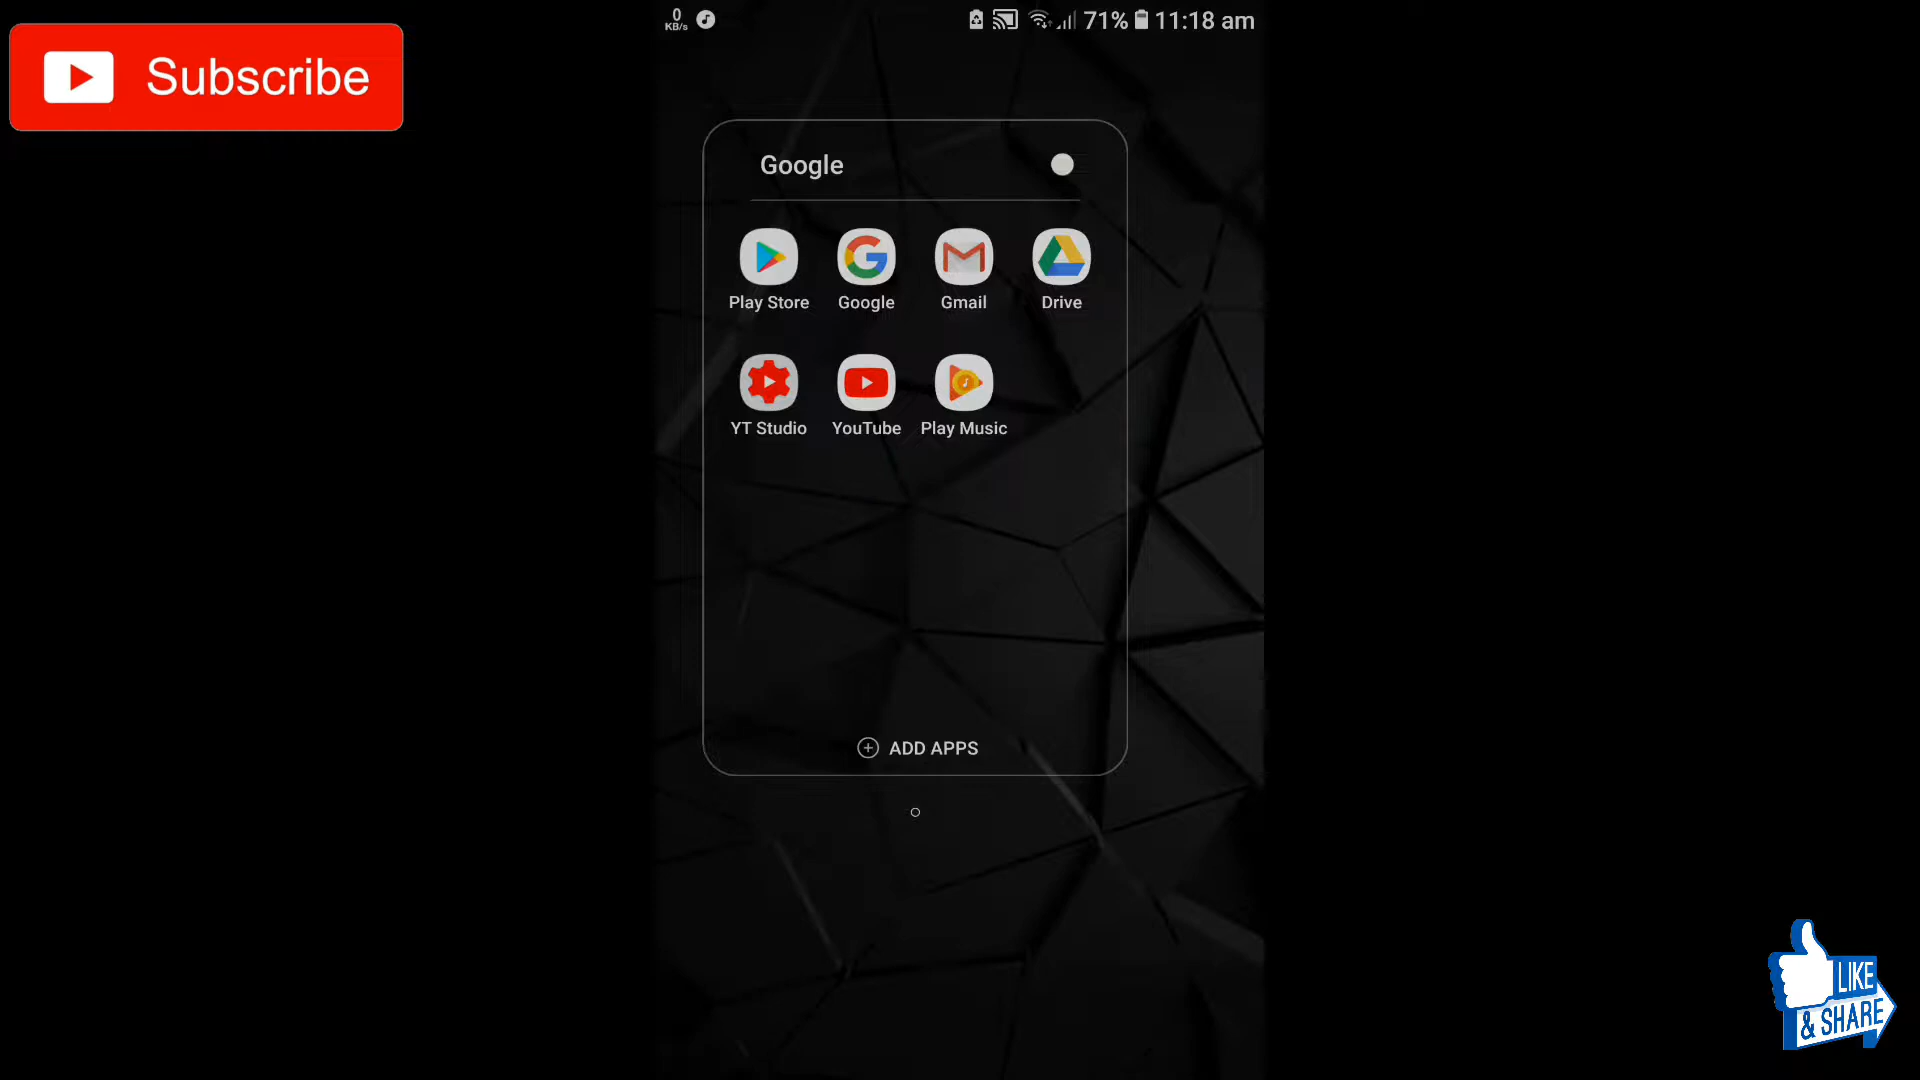 Subscribe
0
KB/s
71% 11:18 am
Google
Play Store Google Gmail Drive
YT Studio YouTube Play Music
ADD APPS
LIKE
& SHARE